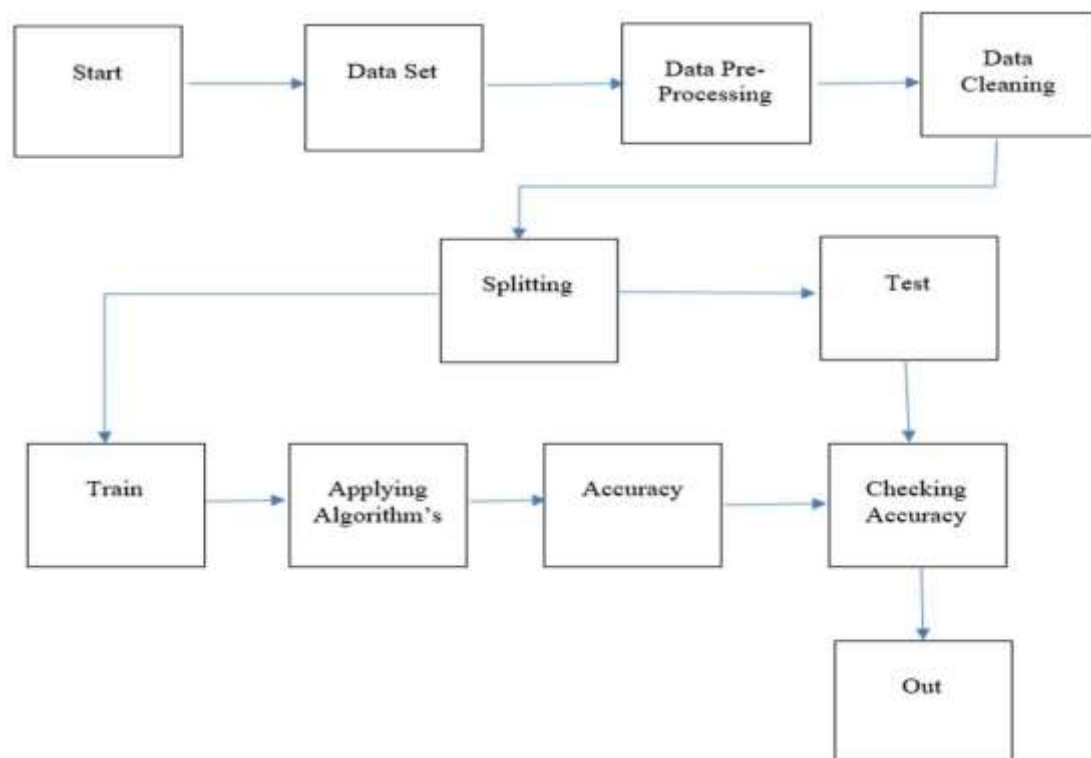 Start
Data Set
Data Pre-
Processing
Data
Cleaning
Splitting
Test
Train
Applying
Algorithm's
Accuracy
Checking
Accuracy
Out